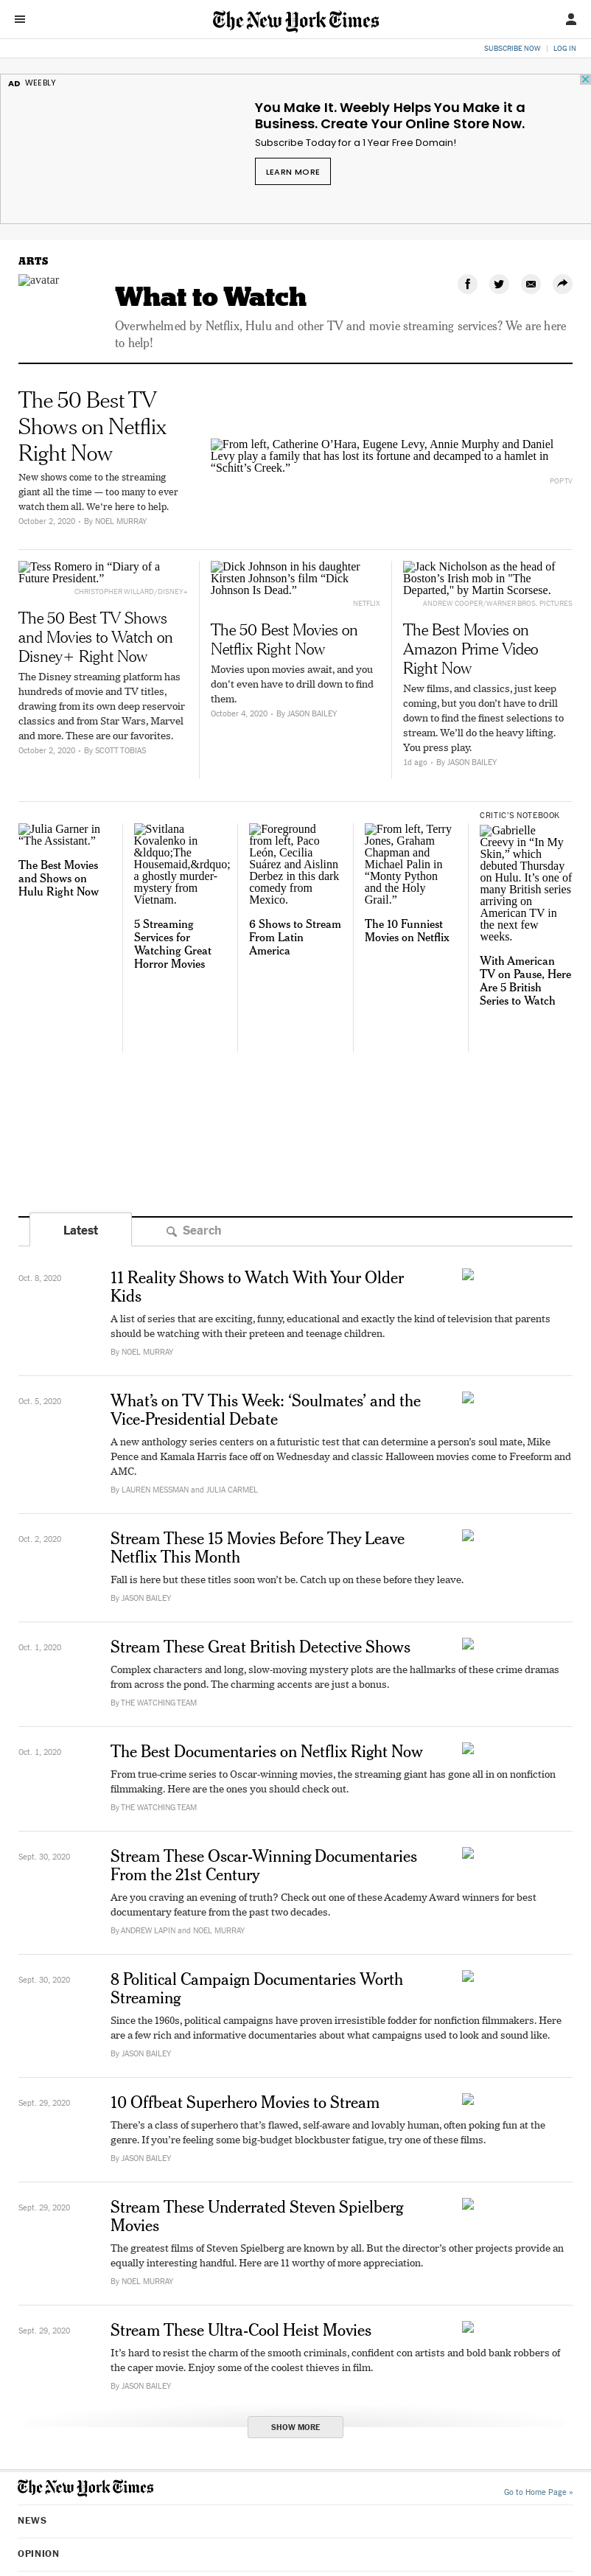 The New York Times
SUBSCRIBE NOW | LOG IN
AD WEEBLY
You Make It. Weebly Helps You Make it a
Business. Create Your Online Store Now.
Subscribe Today for a 1 Year Free Domain!
LEARN MORE
ARTS
avatar
What to Watch
Overwhelmed by Netflix, Hulu and other TV and movie streaming services? We are here
to help!
The 50 Best TV
Shows on Netflix
Right Now
New shows come to the streaming
giant all the time — too many to ever
watch them all. We're here to help.
October 2, 2020 • By NOEL MURRAY
From left, Catherine O'Hara, Eugene Levy, Annie Murphy and Daniel
Levy play a family that has lost its fortune and decamped to a hamlet in
“Schitt's Creek.”
POPTV
Tess Romero in “Diary of a
Future President.”
CHRISTOPHER WILLARD/DISNEY+
The 50 Best TV Shows
and Movies to Watch on
Disney+ Right Now
The Disney streaming platform has
hundreds of movie and TV titles,
drawing from its own deep reservoir
classics and from Star Wars, Marvel
and more. These are our favorites.
October 2, 2020 • By SCOTT TOBIAS
Dick Johnson in his daughter
Kirsten Johnson's film “Dick
Johnson Is Dead.”
NETFLIX
The 50 Best Movies on
Netflix Right Now
Movies upon movies await, and you
don't even have to drill down to find
them.
October 4, 2020 • By JASON BAILEY
Jack Nicholson as the head of
Boston's Irish mob in "The
Departed," by Martin Scorsese.
ANDREW COOPER/WARNER BROS. PICTURES
The Best Movies on
Amazon Prime Video
Right Now
New films, and classics, just keep
coming, but you don't have to drill
down to find the finest selections to
stream. We'll do the heavy lifting.
You press play.
1d ago • By JASON BAILEY
Julia Garner in
“The Assistant.”
The Best Movies
and Shows on
Hulu Right Now
Svitlana
Kovalenko in
&ldquo;The
Housemaid,&rdquo;
a ghostly murder-
mystery from
Vietnam.
5 Streaming
Services for
Watching Great
Horror Movies
Foreground
from left, Paco
León, Cecilia
Suárez and Aislinn
Derbez in this dark
comedy from
Mexico.
6 Shows to Stream
From Latin
America
From left, Terry
Jones, Graham
Chapman and
Michael Palin in
“Monty Python
and the Holy
Grail.”
The 10 Funniest
Movies on Netflix
CRITIC'S NOTEBOOK
Gabrielle
Creevy in “In My
Skin,” which
debuted Thursday
on Hulu. It's one of
many British series
arriving on
American TV in
the next few
weeks.
With American
TV on Pause, Here
Are 5 British
Series to Watch
Latest
Search
Oct. 8, 2020
11 Reality Shows to Watch With Your Older
Kids
A list of series that are exciting, funny, educational and exactly the kind of television that parents
should be watching with their preteen and teenage children.
By NOEL MURRAY
Oct. 5, 2020
What's on TV This Week: ‘Soulmates' and the
Vice-Presidential Debate
A new anthology series centers on a futuristic test that can determine a person's soul mate, Mike
Pence and Kamala Harris face off on Wednesday and classic Halloween movies come to Freeform and
AMC.
By LAUREN MESSMAN and JULIA CARMEL
Oct. 2, 2020
Stream These 15 Movies Before They Leave
Netflix This Month
Fall is here but these titles soon won't be. Catch up on these before they leave.
By JASON BAILEY
Oct. 1, 2020
Stream These Great British Detective Shows
Complex characters and long, slow-moving mystery plots are the hallmarks of these crime dramas
from across the pond. The charming accents are just a bonus.
By THE WATCHING TEAM
Oct. 1, 2020
The Best Documentaries on Netflix Right Now
From true-crime series to Oscar-winning movies, the streaming giant has gone all in on nonfiction
filmmaking. Here are the ones you should check out.
By THE WATCHING TEAM
Sept. 30, 2020
Stream These Oscar-Winning Documentaries
From the 21st Century
Are you craving an evening of truth? Check out one of these Academy Award winners for best
documentary feature from the past two decades.
By ANDREW LAPIN and NOEL MURRAY
Sept. 30, 2020
8 Political Campaign Documentaries Worth
Streaming
Since the 1960s, political campaigns have proven irresistible fodder for nonfiction filmmakers. Here
are a few rich and informative documentaries about what campaigns used to look and sound like.
By JASON BAILEY
Sept. 29, 2020
10 Offbeat Superhero Movies to Stream
There's a class of superhero that's flawed, self-aware and lovably human, often poking fun at the
genre. If you're feeling some big-budget blockbuster fatigue, try one of these films.
By JASON BAILEY
Sept. 29, 2020
Stream These Underrated Steven Spielberg
Movies
The greatest films of Steven Spielberg are known by all. But the director's other projects provide an
equally interesting handful. Here are 11 worthy of more appreciation.
By NOEL MURRAY
Sept. 29, 2020
Stream These Ultra-Cool Heist Movies
It's hard to resist the charm of the smooth criminals, confident con artists and bold bank robbers of
the caper movie. Enjoy some of the coolest thieves in film.
By JASON BAILEY
SHOW MORE
The New York Times
Go to Home Page »
NEWS
OPINION